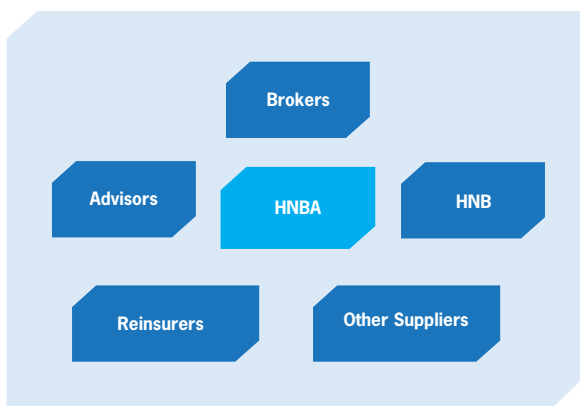 Brokers
Advisors
HNBA
HNB
Reinsurers
Other Suppliers